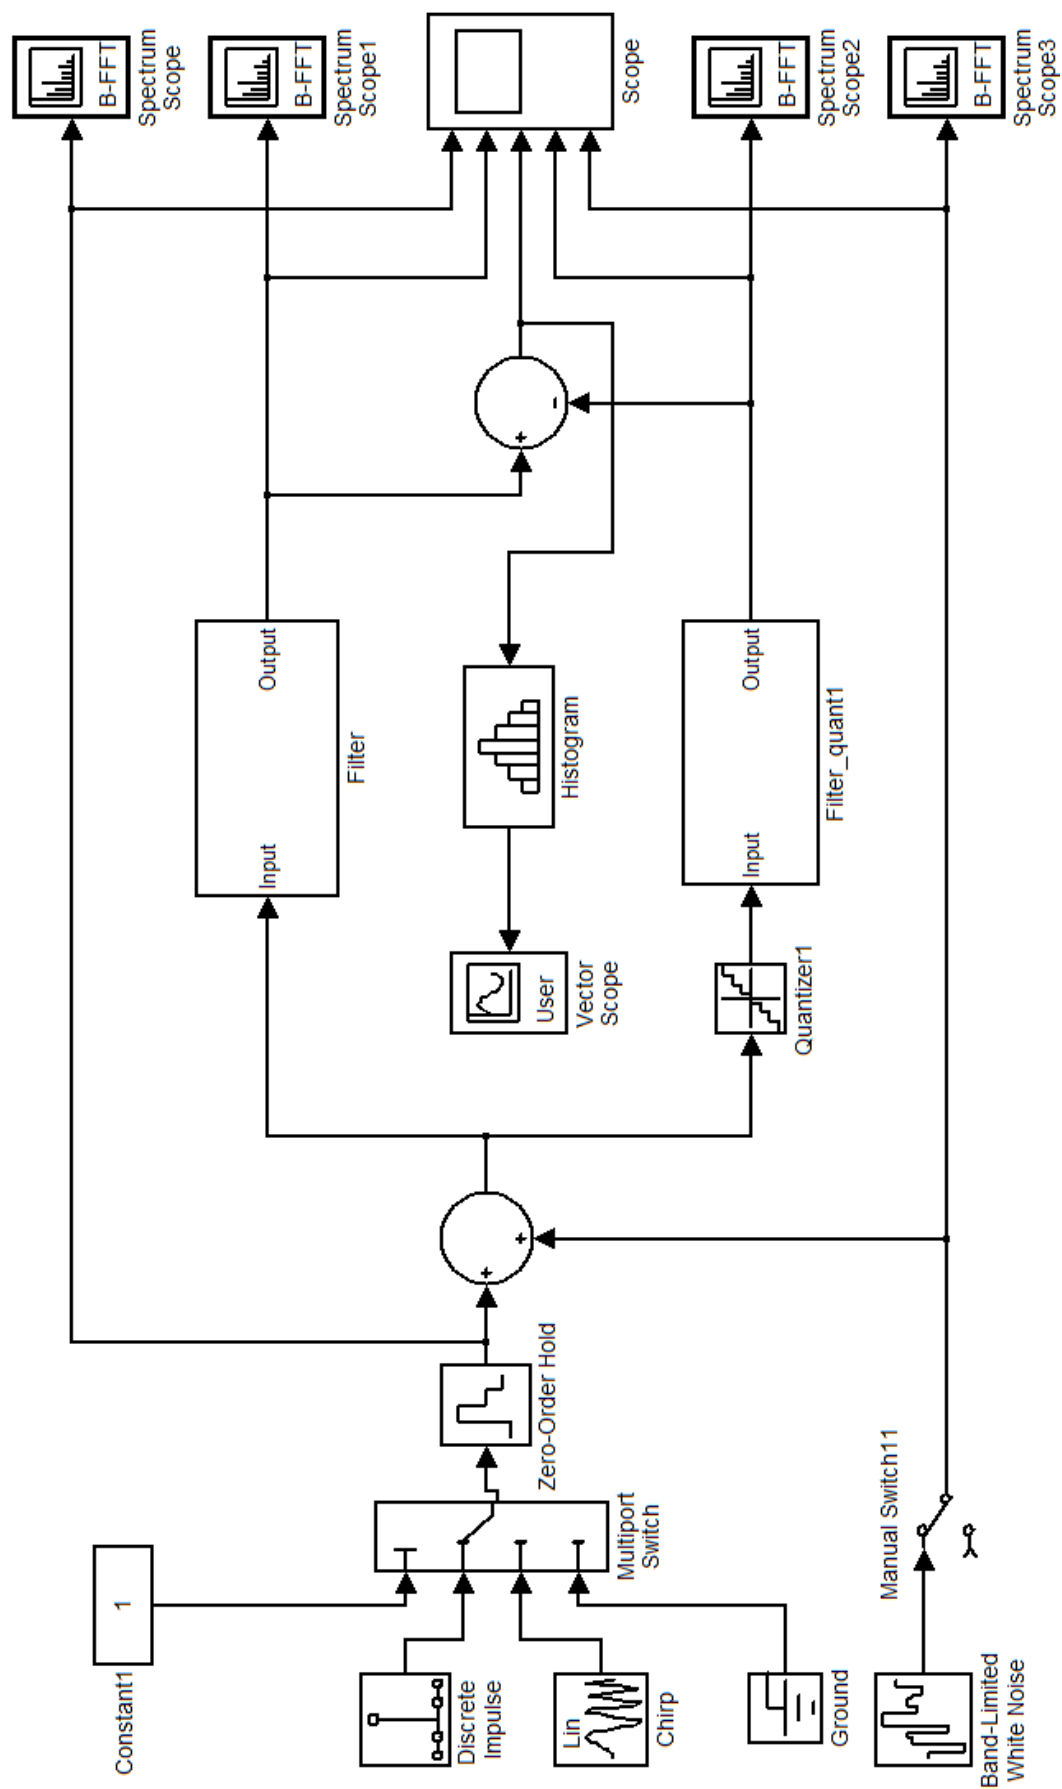 Constant1
1
Discrete
Impulse
Lin
Chirp
Ground
Band-Limited
White Noise
Multiport
Switch
Manual Switch11
Zero-Order Hold
+
+
Quantizer1
Input
Output
Filter
User
Vector
Scope
Histogram
Input
Output
Filter_quant1
+
-
B-FFT
Spectrum
Scope
B-FFT
Spectrum
Scope1
Scope
B-FFT
Spectrum
Scope2
B-FFT
Spectrum
Scope3